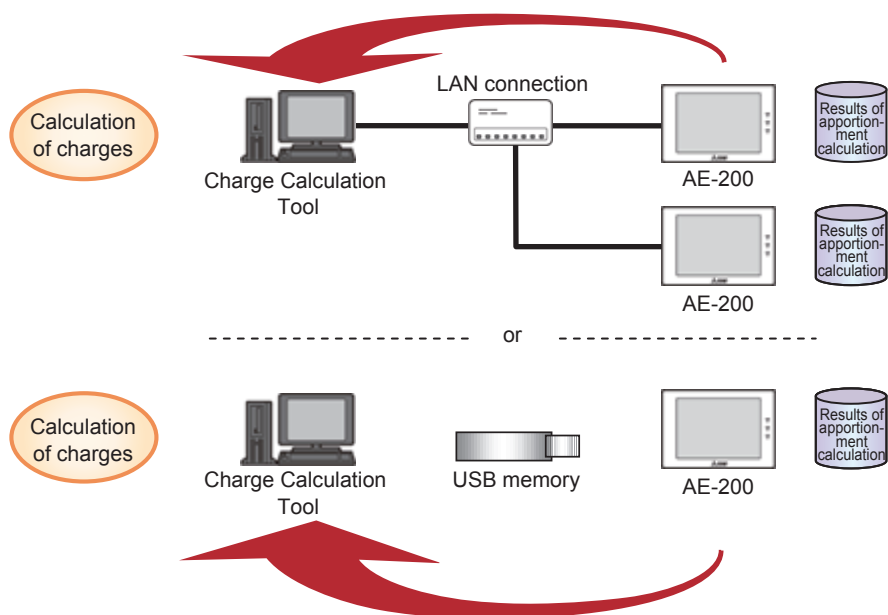 LAN connection
Calculation
of charges
Charge Calculation
Tool
AE-200
Results of
apportion-
ment
calculation
AE-200
Results of
apportion-
ment
calculation
or
Calculation
of charges
Charge Calculation
Tool
USB memory
AE-200
Results of
apportion-
ment
calculation